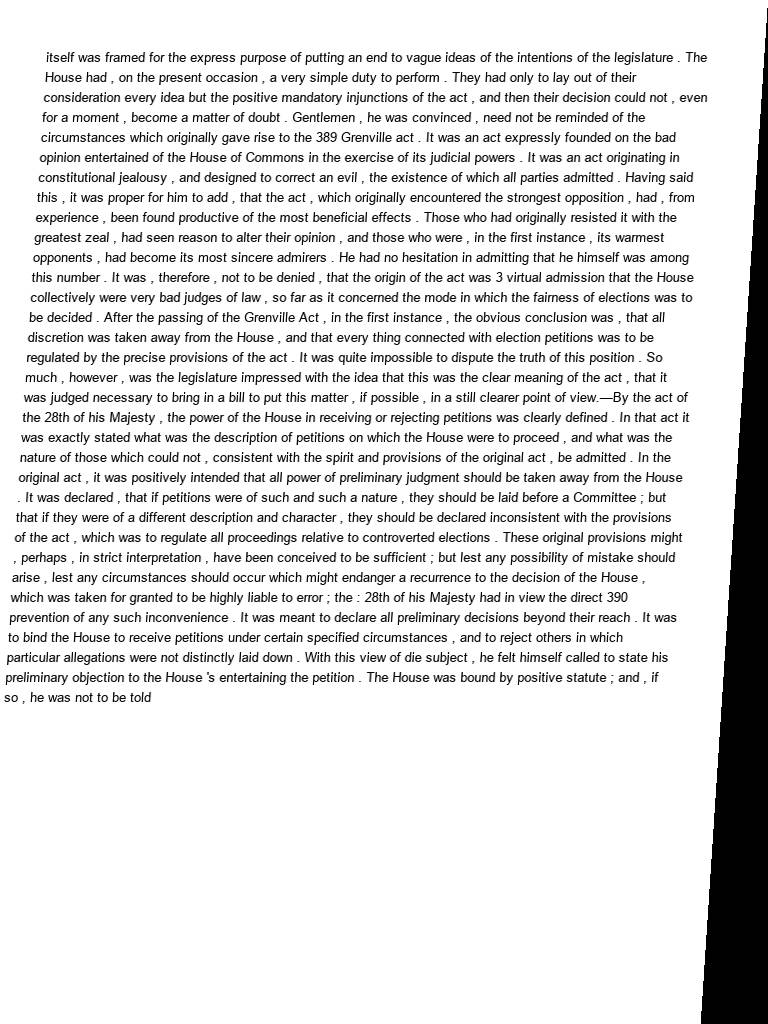 itself was framed for the express purpose of putting an end to vague ideas of the intentions of the legislature . The
House had , on the present occasion , a very simple duty to perform . They had only to lay out of their
consideration every idea but the positive mandatory injunctions of the act , and then their decision could not , even
for a moment , become a matter of doubt . Gentlemen , he was convinced , need not be reminded of the
circumstances which originally gave rise to the 389 Grenville act . It was an act expressly founded on the bad
opinion entertained of the House of Commons in the exercise of its judicial powers . It was an act originating in
constitutional jealousy , and designed to correct an evil , the existence of which all parties admitted . Having said
this , it was proper for him to add , that the act , which originally encountered the strongest opposition , had , from
experience , been found productive of the most beneficial effects . Those who had originally resisted it with the
greatest zeal , had seen reason to alter their opinion , and those who were , in the first instance , its warmest
opponents , had become its most sincere admirers . He had no hesitation in admitting that he himself was among
this number . It was , therefore , not to be denied , that the origin of the act was 3 virtual admission that the House
collectively were very bad judges of law , so far as it concerned the mode in which the fairness of elections was to
be decided . After the passing of the Grenville Act , in the first instance , the obvious conclusion was , that all
discretion was taken away from the House , and that every thing connected with election petitions was to be
regulated by the precise provisions of the act . It was quite impossible to dispute the truth of this position . So
much , however , was the legislature impressed with the idea that this was the clear meaning of the act , that it
was judged necessary to bring in a bill to put this matter , if possible , in a still clearer point of view.—By the act of
the 28th of his Majesty , the power of the House in receiving or rejecting petitions was clearly defined . In that act it
was exactly stated what was the description of petitions on which the House were to proceed , and what was the
nature of those which could not , consistent with the spirit and provisions of the original act , be admitted . In the
original act , it was positively intended that all power of preliminary judgment should be taken away from the House
. It was declared , that if petitions were of such and such a nature , they should be laid before a Committee ; but
that if they were of a different description and character , they should be declared inconsistent with the provisions
of the act , which was to regulate all proceedings relative to controverted elections . These original provisions might
, perhaps , in strict interpretation , have been conceived to be sufficient ; but lest any possibility of mistake should
arise , lest any circumstances should occur which might endanger a recurrence to the decision of the House ,
which was taken for granted to be highly liable to error ; the : 28th of his Majesty had in view the direct 390
prevention of any such inconvenience . It was meant to declare all preliminary decisions beyond their reach . It was
to bind the House to receive petitions under certain specified circumstances , and to reject others in which
particular allegations were not distinctly laid down . With this view of die subject , he felt himself called to state his
preliminary objection to the House 's entertaining the petition . The House was bound by positive statute ; and , if
so , he was not to be told